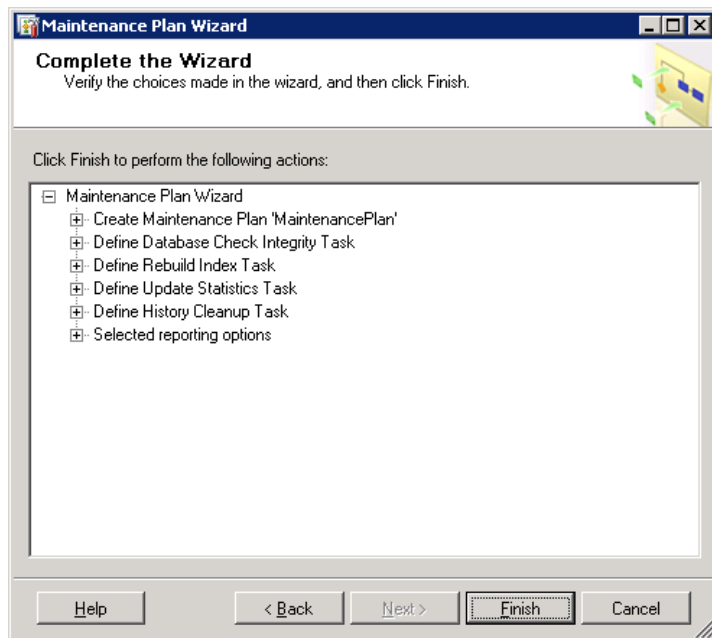 Maintenance Plan Wizard
Complete the Wizard
Verify the choices made in the wizard, and then click Finish.
Click Finish to perform the following actions:
Maintenance Plan Wizard
Create Maintenance Plan 'MaintenancePlan'
Define Database Check Integrity Task
Define Rebuild Index Task
Define Update Statistics Task
Define History Cleanup Task
Selected reporting options
Help < Back Next > Finish Cancel